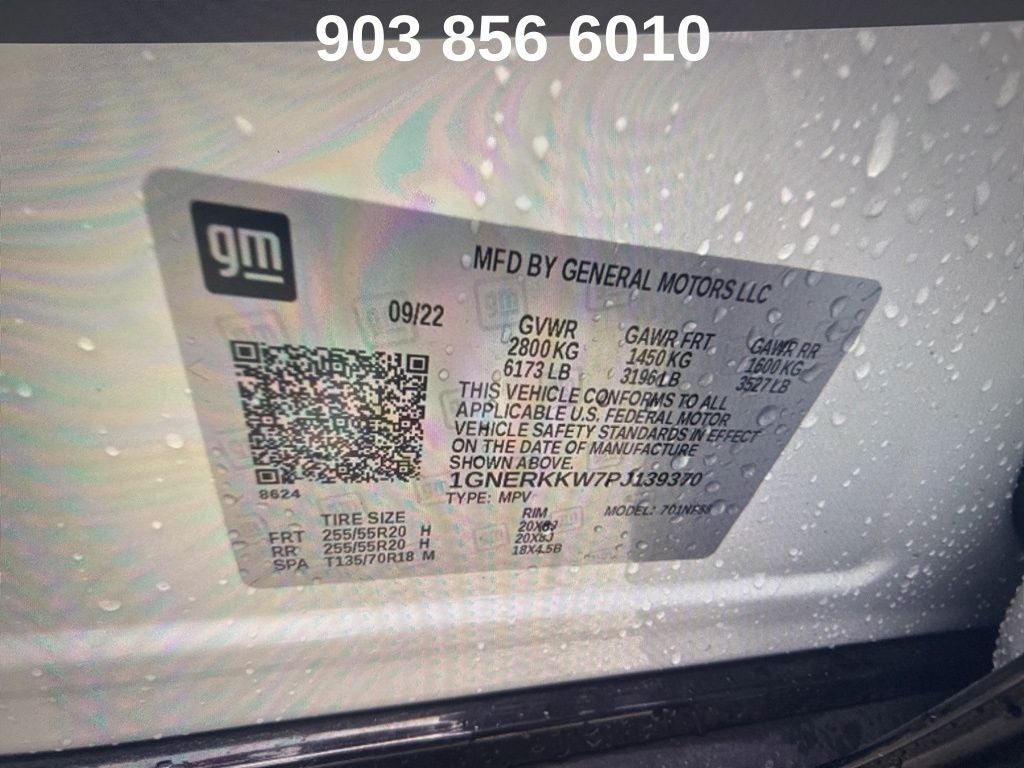 903 856 6010
gm
MFD BY GENERAL MOTORS LLC
09/22
GVWR GAWR FRT GAWR RR
2800 KG 1450 KG 1600 KG
6173 LB 3196 LB 3527 LB
THIS VEHICLE CONFORMS TO ALL
APPLICABLE U.S. FEDERAL MOTOR
VEHICLE SAFETY STANDARDS IN EFFECT
ON THE DATE OF MANUFACTURE
SHOWN ABOVE.
1GNERKKW7PJ139370
8624
TYPE: MPV MODEL:
TIRE SIZE RIM
FRT 255/55R20 H 20X8J
RR 255/55R20 H 20X8J
SPA T135/70R18 M 18X4.5B